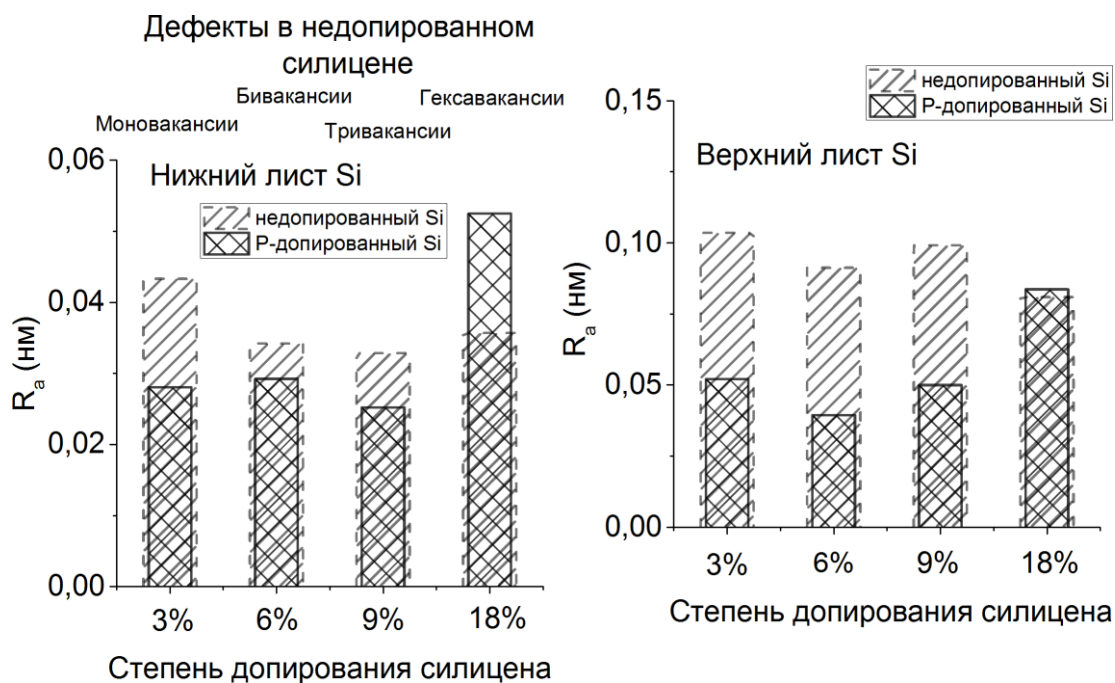 Дефекты в недопированном
силицене
Бивакансии
Гексавакансии
Моновакансии
Тривакансии
0,06
0,04
0,02
0,00
Rₐ (нм)
Нижний лист Si
недопированный Si
P-допированный Si
3% 6% 9% 18%
Степень допирования силицена
недопированный Si
P-допированный Si
0,15
0,10
0,05
0,00
Rₐ (нм)
Верхний лист Si
3% 6% 9% 18%
Степень допирования силицена